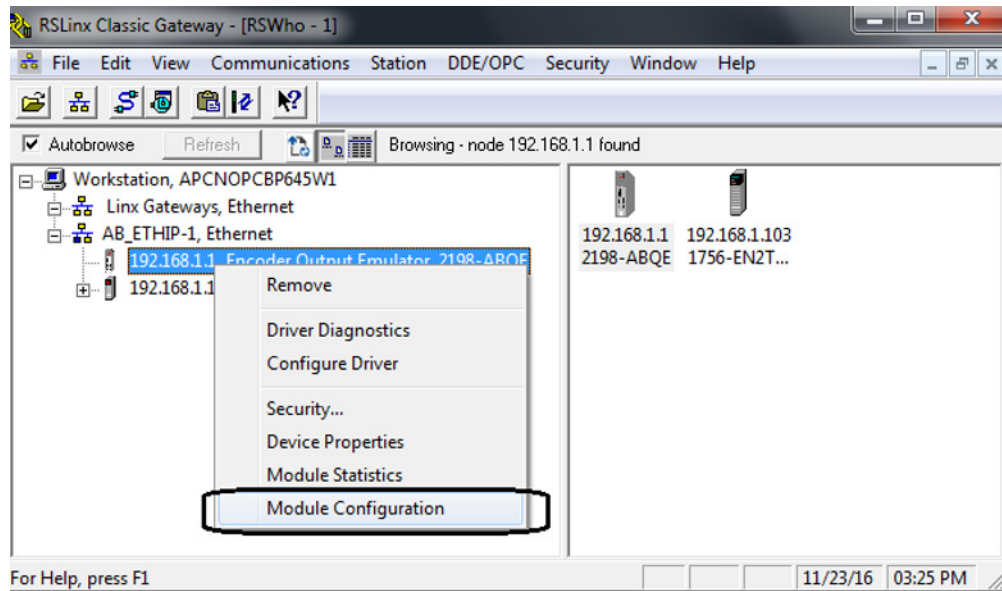 RSLinx Classic Gateway - [RSWho - 1]
File Edit View Communications Station DDE/OPC Security Window Help
Autobrowse Refresh Browsing - node 192.168.1.1 found
Workstation, APCNOPCBP645W1
Linx Gateways, Ethernet
AB_ETHIP-1, Ethernet
192.168.1.1, Encoder Output Emulator, 2198-ABQE
192.168.1.1
Remove
Driver Diagnostics
Configure Driver
Security...
Device Properties
Module Statistics
Module Configuration
192.168.1.1
2198-ABQE
192.168.1.103
1756-EN2T...
For Help, press F1
11/23/16 03:25 PM